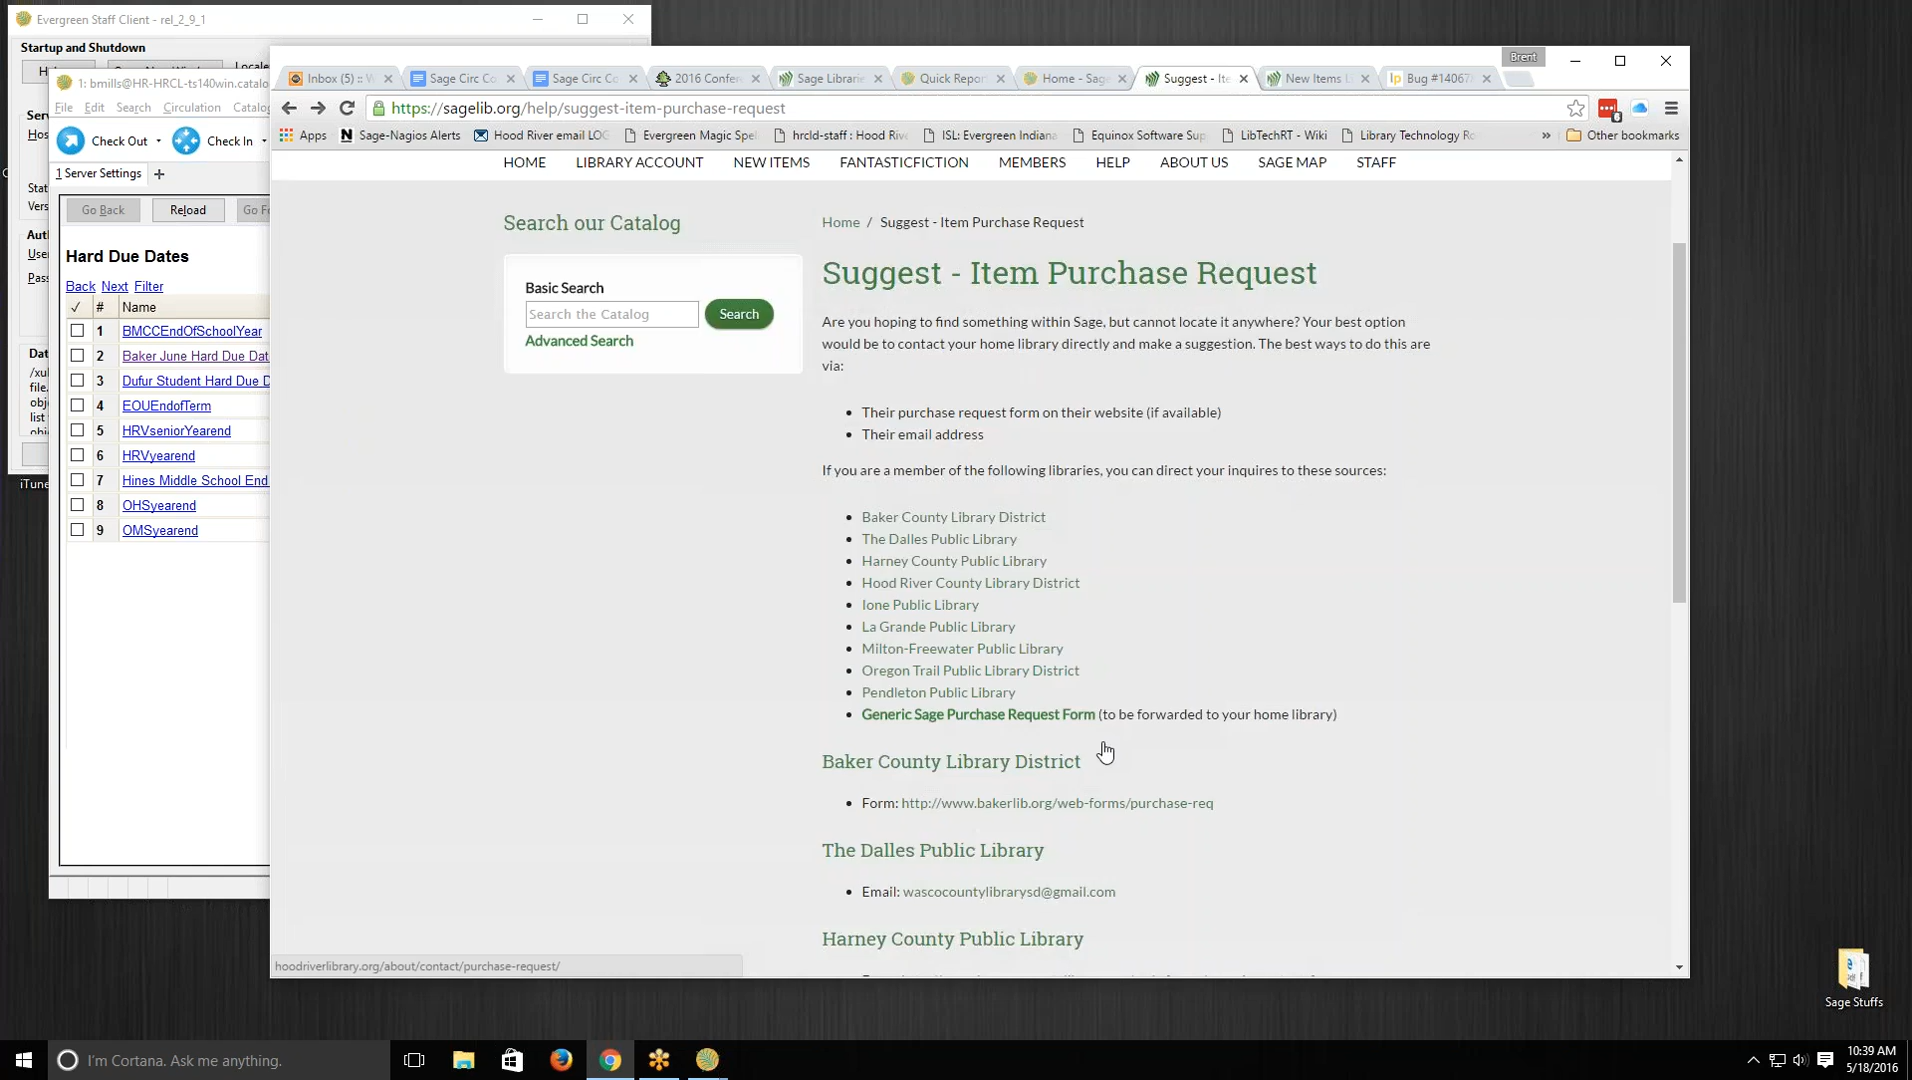 Evergreen Staff Client - rel_2_9_1
Startup and Shutdown
1: bmills@HR-HRCL-ts140win.catalo
File Edit Search Circulation Catalog
Check Out
Check In
1 Server Settings
Go Back
Reload
Hard Due Dates
Back Next Filter
✓ # Name
1 BMCCEndOfSchoolYear
2 Baker June Hard Due Dat
3 Dufur Student Hard Due D
4 EOUEndofTerm
5 HRVseniorYearend
6 HRVyearend
7 Hines Middle School End
8 OHSyearend
9 OMSyearend
Brent
Inbox (5) ::
Sage Circ Co
Sage Circ Co
2016 Confer
Sage Librarie
Quick Repor
Home - Sag
Suggest - Ite
New Items L
Bug #14067
https://sagelib.org/help/suggest-item-purchase-request
Apps
Sage-Nagios Alerts
Hood River email LOG
Evergreen Magic Spel
hrcld-staff : Hood Riv
ISL: Evergreen Indiana
Equinox Software Sup
LibTechRT - Wiki
Library Technology Ro
»
Other bookmarks
HOME
LIBRARY ACCOUNT
NEW ITEMS
FANTASTICFICTION
MEMBERS
HELP
ABOUT US
SAGE MAP
STAFF
Search our Catalog
Basic Search
Search the Catalog
Search
Advanced Search
Home / Suggest - Item Purchase Request
Suggest - Item Purchase Request
Are you hoping to find something within Sage, but cannot locate it anywhere? Your best option
would be to contact your home library directly and make a suggestion. The best ways to do this are
via:
Their purchase request form on their website (if available)
Their email address
If you are a member of the following libraries, you can direct your inquires to these sources:
Baker County Library District
The Dalles Public Library
Harney County Public Library
Hood River County Library District
Ione Public Library
La Grande Public Library
Milton-Freewater Public Library
Oregon Trail Public Library District
Pendleton Public Library
Generic Sage Purchase Request Form (to be forwarded to your home library)
Baker County Library District
Form: http://www.bakerlib.org/web-forms/purchase-req
The Dalles Public Library
Email: wascocountylibrarysd@gmail.com
Harney County Public Library
hoodriverlibrary.org/about/contact/purchase-request/
Sage Stuffs
I'm Cortana. Ask me anything.
10:39 AM
5/18/2016